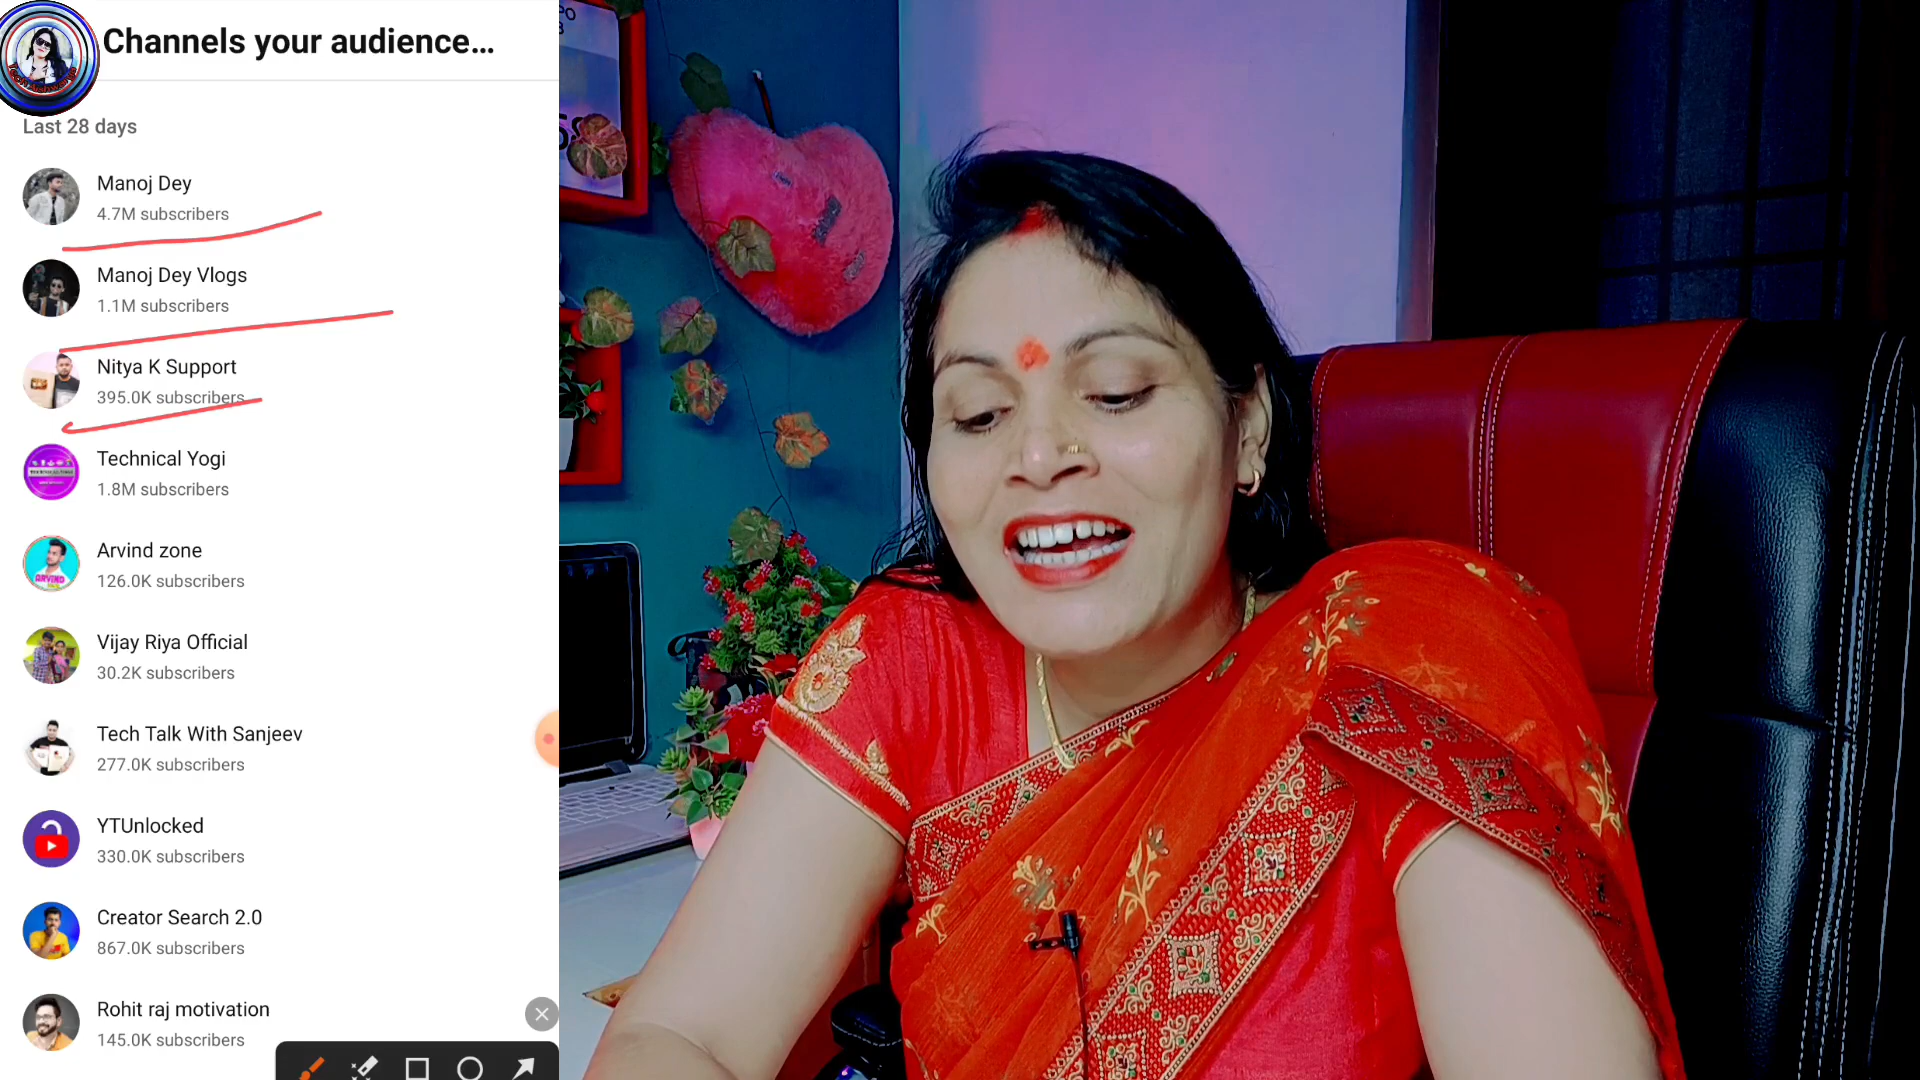 Channels your audience...
Last 28 days
Manoj Dey
4.7M subscribers
Manoj Dey Vlogs
1.1M subscribers
Nitya K Support
395.0K subscribers
Technical Yogi
1.8M subscribers
Arvind zone
126.0K subscribers
ARVIND
Vijay Riya Official
30.2K subscribers
Tech Talk With Sanjeev
277.0K subscribers
YTUnlocked
330.0K subscribers
Creator Search 2.0
867.0K subscribers
Rohit raj motivation
145.0K subscribers